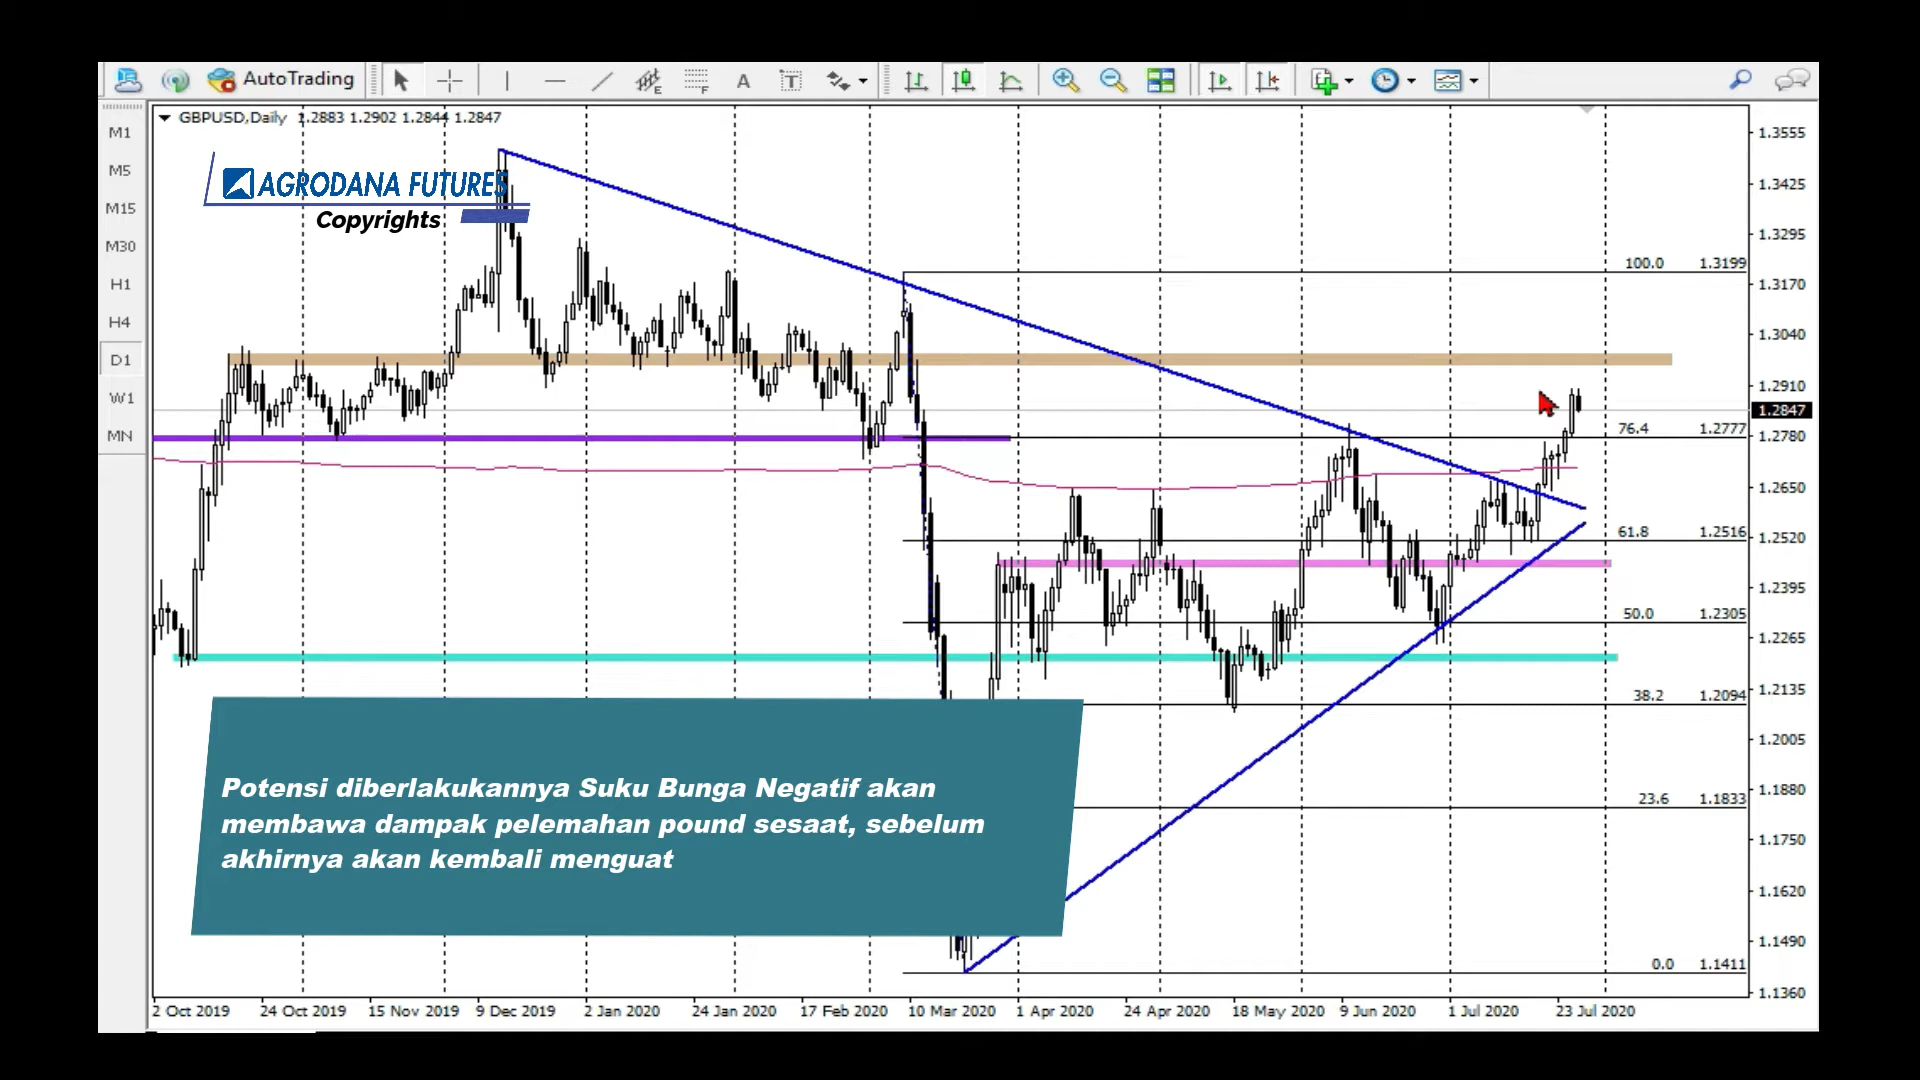 AutoTrading
E
F
A
T
M1
M5
M15
M30
H1
H4
D1
W1
MN
GBPUSD,Daily 1.2883 1.2902 1.2844 1.2847
AGRODANA FUTURES
Copyrights
100.0 1.3199
76.4 1.2777
61.8 1.2516
50.0 1.2305
38.2 1.2094
23.6 1.1833
0.0 1.1411
1.3555
1.3425
1.3295
1.3170
1.3040
1.2910
1.2847
1.2780
1.2650
1.2520
1.2395
1.2265
1.2135
1.2005
1.1880
1.1750
1.1620
1.1490
1.1360
Potensi diberlakukannya Suku Bunga Negatif akan
membawa dampak pelemahan pound sesaat, sebelum
akhirnya akan kembali menguat
2 Oct 2019 24 Oct 2019 15 Nov 2019 9 Dec 2019 2 Jan 2020 24 Jan 2020 17 Feb 2020 10 Mar 2020 1 Apr 2020 24 Apr 2020 18 May 2020 9 Jun 2020 1 Jul 2020 23 Jul 2020